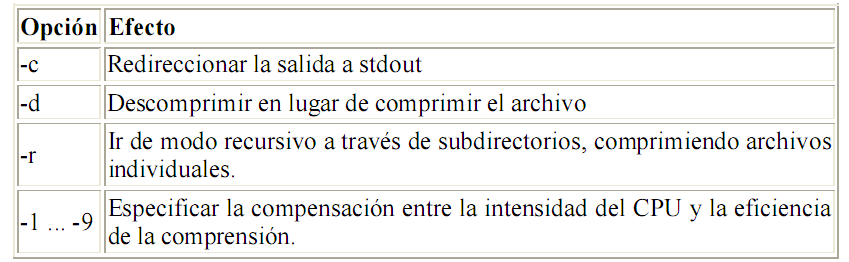 Opción Efecto
-c Redireccionar la salida a stdout
-d Descomprimir en lugar de comprimir el archivo
-r Ir de modo recursivo a través de subdirectorios, comprimiendo archivos
individuales.
-1 ... -9 Especificar la compensación entre la intensidad del CPU y la eficiencia
de la comprensión.